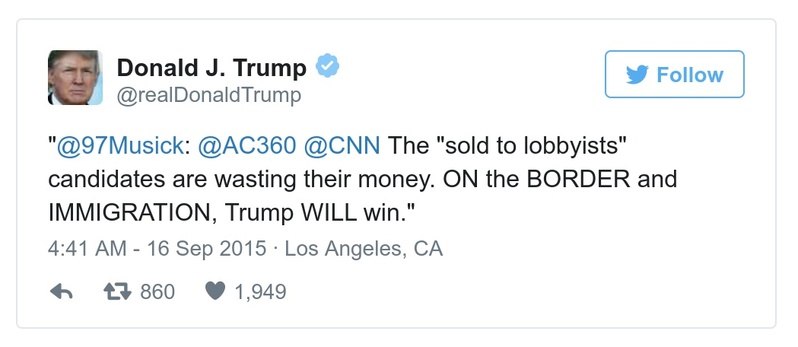 Donald J. Trump
@realDonaldTrump
Follow
"@97Musick: @AC360 @CNN The "sold to lobbyists"
candidates are wasting their money. ON the BORDER and
IMMIGRATION, Trump WILL win."
4:41 AM - 16 Sep 2015 · Los Angeles, CA
860 1,949